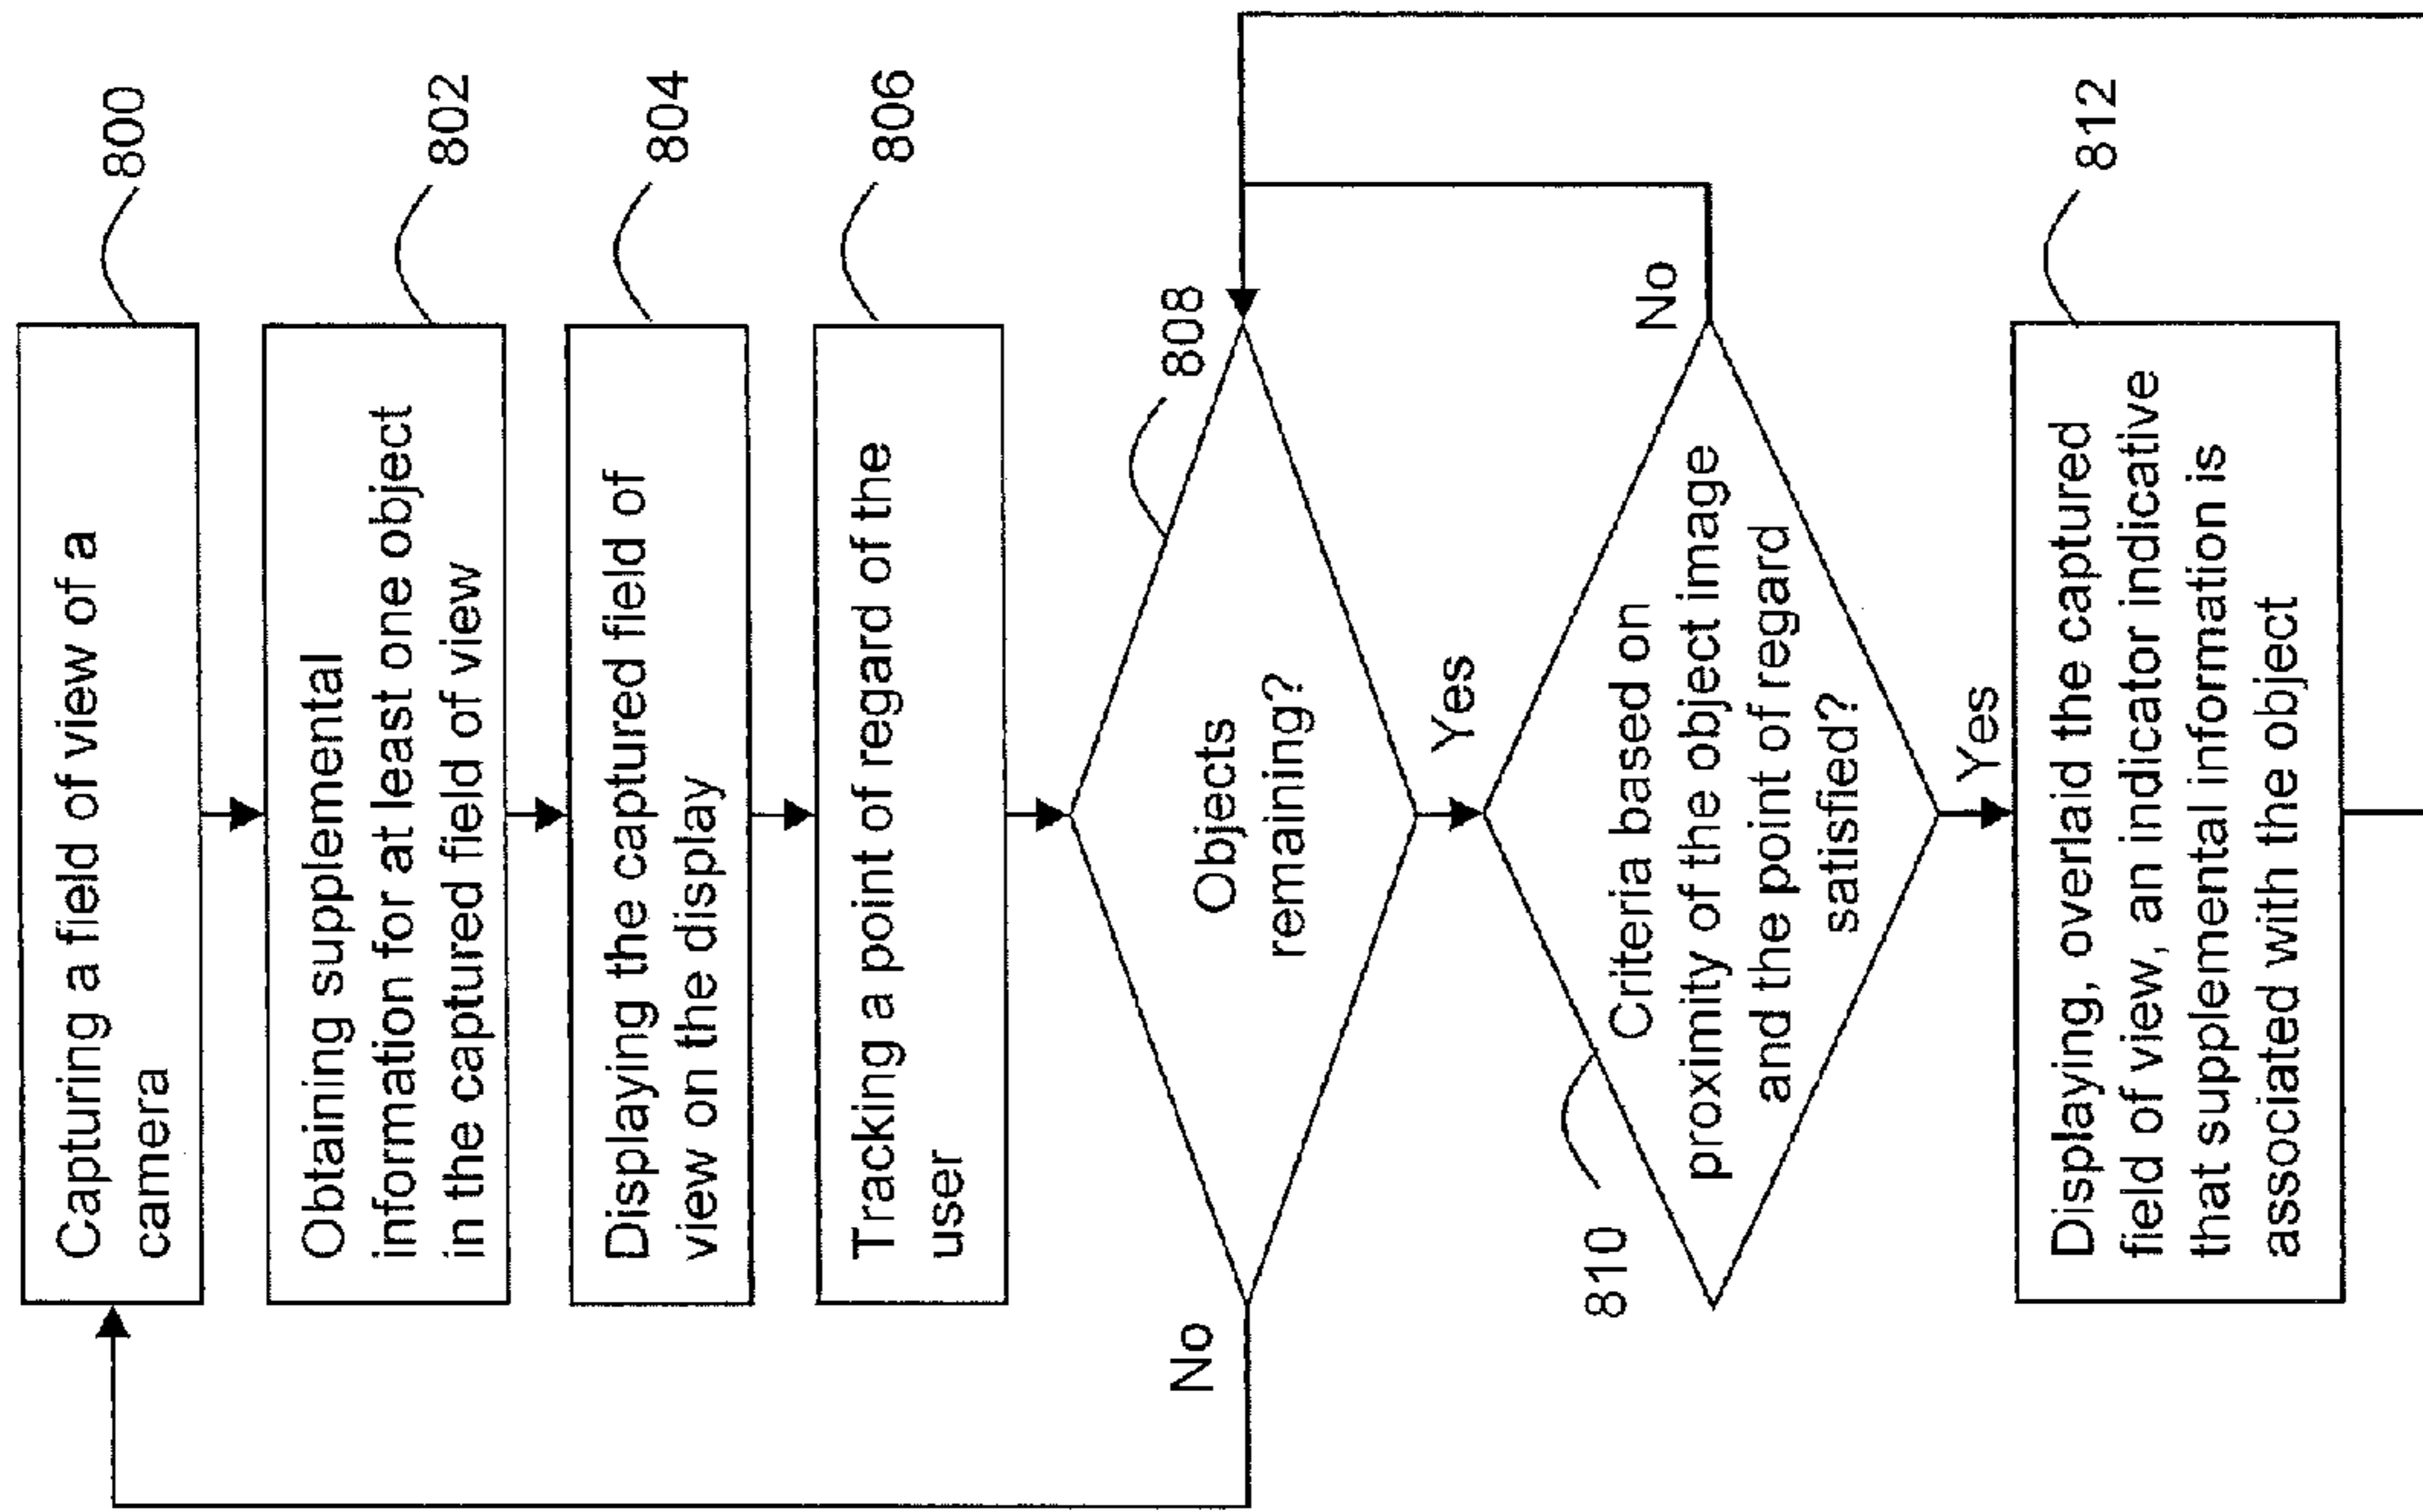 Capturing a field of view of a
camera
800
Obtaining supplemental
information for at least one object
in the captured field of view
802
Displaying the captured field of
view on the display
804
Tracking a point of regard of the
user
806
Objects
remaining?
808
No
Yes
Criteria based on
proximity of the object image
and the point of regard
satisfied?
810
No
Yes
Displaying, overlaid the captured
field of view, an indicator indicative
that supplemental information is
associated with the object
812